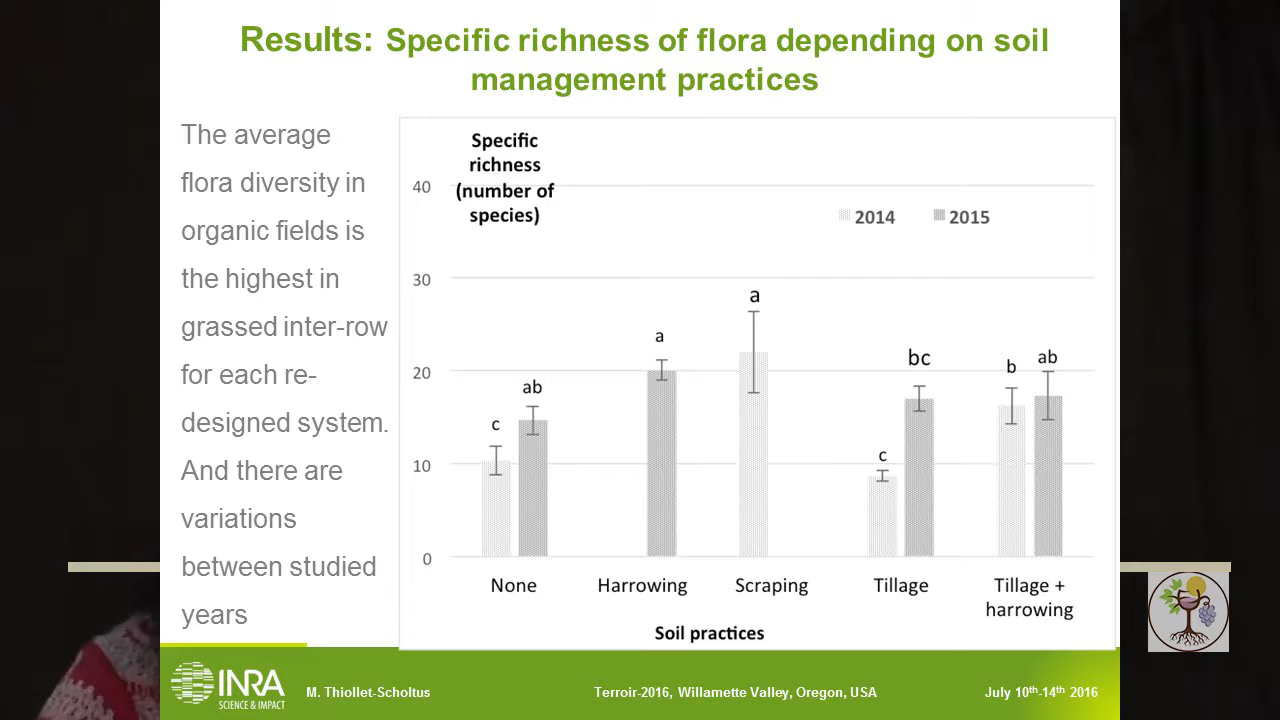 Results: Specific richness of flora depending on soil
management practices
The average
flora diversity in
organic fields is
the highest in
grassed inter-row
for each re-
designed system.
And there are
variations
between studied
years
Specific
richness
(number of
species)
40
30
20
10
0
2014
2015
c
ab
a
a
c
bc
b
ab
None
Harrowing
Scraping
Tillage
Tillage +
harrowing
Soil practices
INRA
SCIENCE & IMPACT
M. Thiollet-Scholtus
Terroir-2016, Willamette Valley, Oregon, USA
July 10th-14th 2016